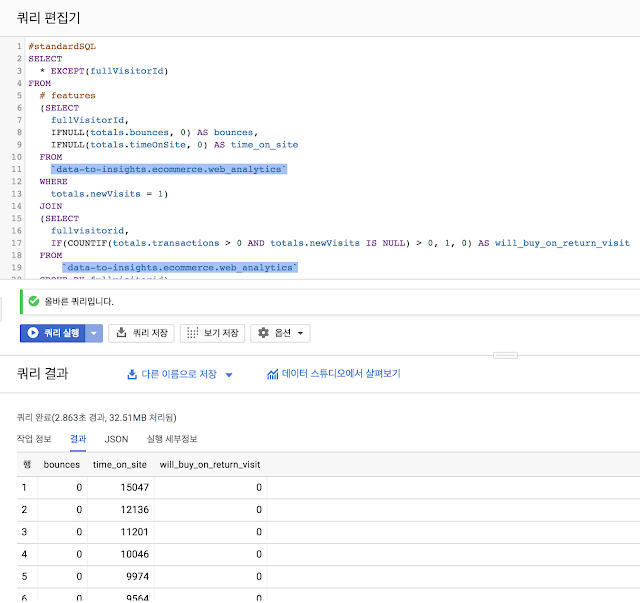 쿼리 편집기
1 #standardSQL
2 SELECT
3 * EXCEPT(fullVisitorId)
4 FROM
5 # features
6 (SELECT
7 fullVisitorId,
8 IFNULL(totals.bounces, 0) AS bounces,
9 IFNULL(totals.timeOnSite, 0) AS time_on_site
10 FROM
11 `data-to-insights.ecommerce.web_analytics`
12 WHERE
13 totals.newVisits = 1)
14 JOIN
15 (SELECT
16 fullvisitorid,
17 IF(COUNTIF(totals.transactions > 0 AND totals.newVisits IS NULL) > 0, 1, 0) AS will_buy_on_return_visit
18 FROM
19 `data-to-insights.ecommerce.web_analytics`
20 GROUP BY fullvisitorid)
올바른 쿼리입니다.
쿼리 실행 쿼리 저장 보기 저장 옵션
쿼리 결과 다른 이름으로 저장 데이터 스튜디오에서 살펴보기
쿼리 완료(2.863초 경과, 32.51MB 처리됨)
작업 정보 결과 JSON 실행 세부정보
행 bounces time_on_site will_buy_on_return_visit
1 0 15047 0
2 0 12136 0
3 0 11201 0
4 0 10046 0
5 0 9974 0
6 0 9564 0